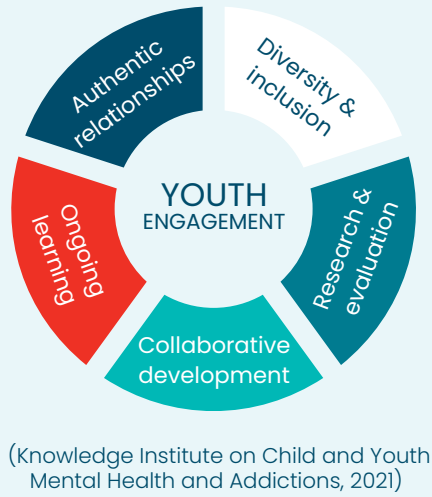 Authentic
relationships
Diversity &
inclusion
YOUTH
ENGAGEMENT
Ongoing
learning
Research &
evaluation
Collaborative
development
(Knowledge Institute on Child and Youth
Mental Health and Addictions, 2021)